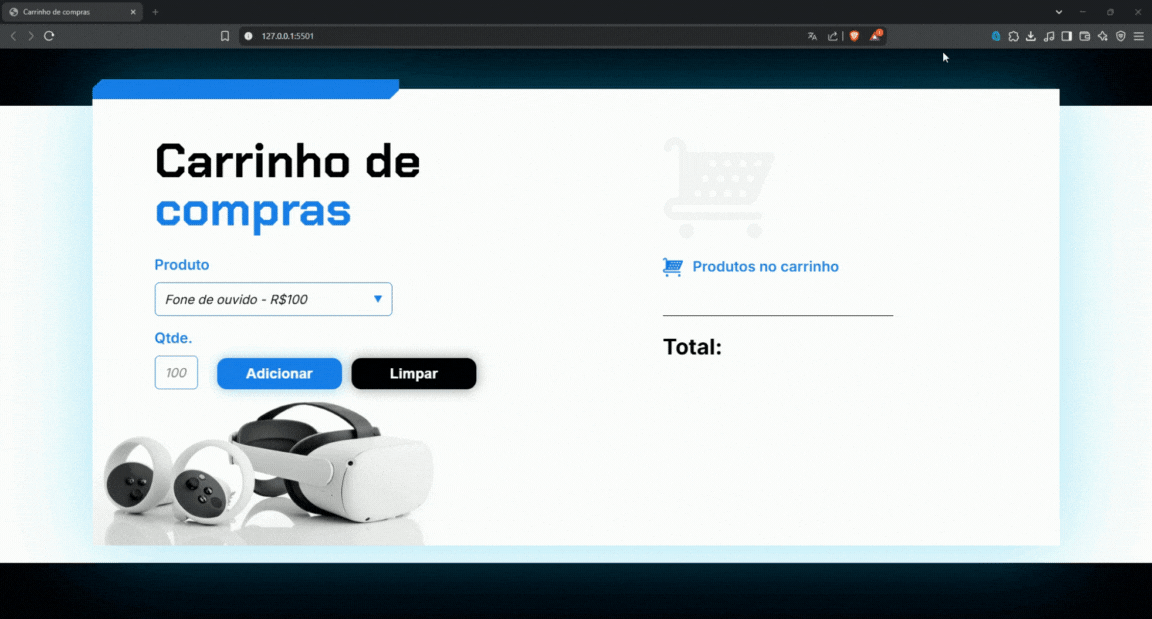 Carrinho de compras
127.0.0.1:5501
Carrinho de
compras
Produto
Fone de ouvido - R$100
Qtde.
100
Adicionar
Limpar
Produtos no carrinho
Total: